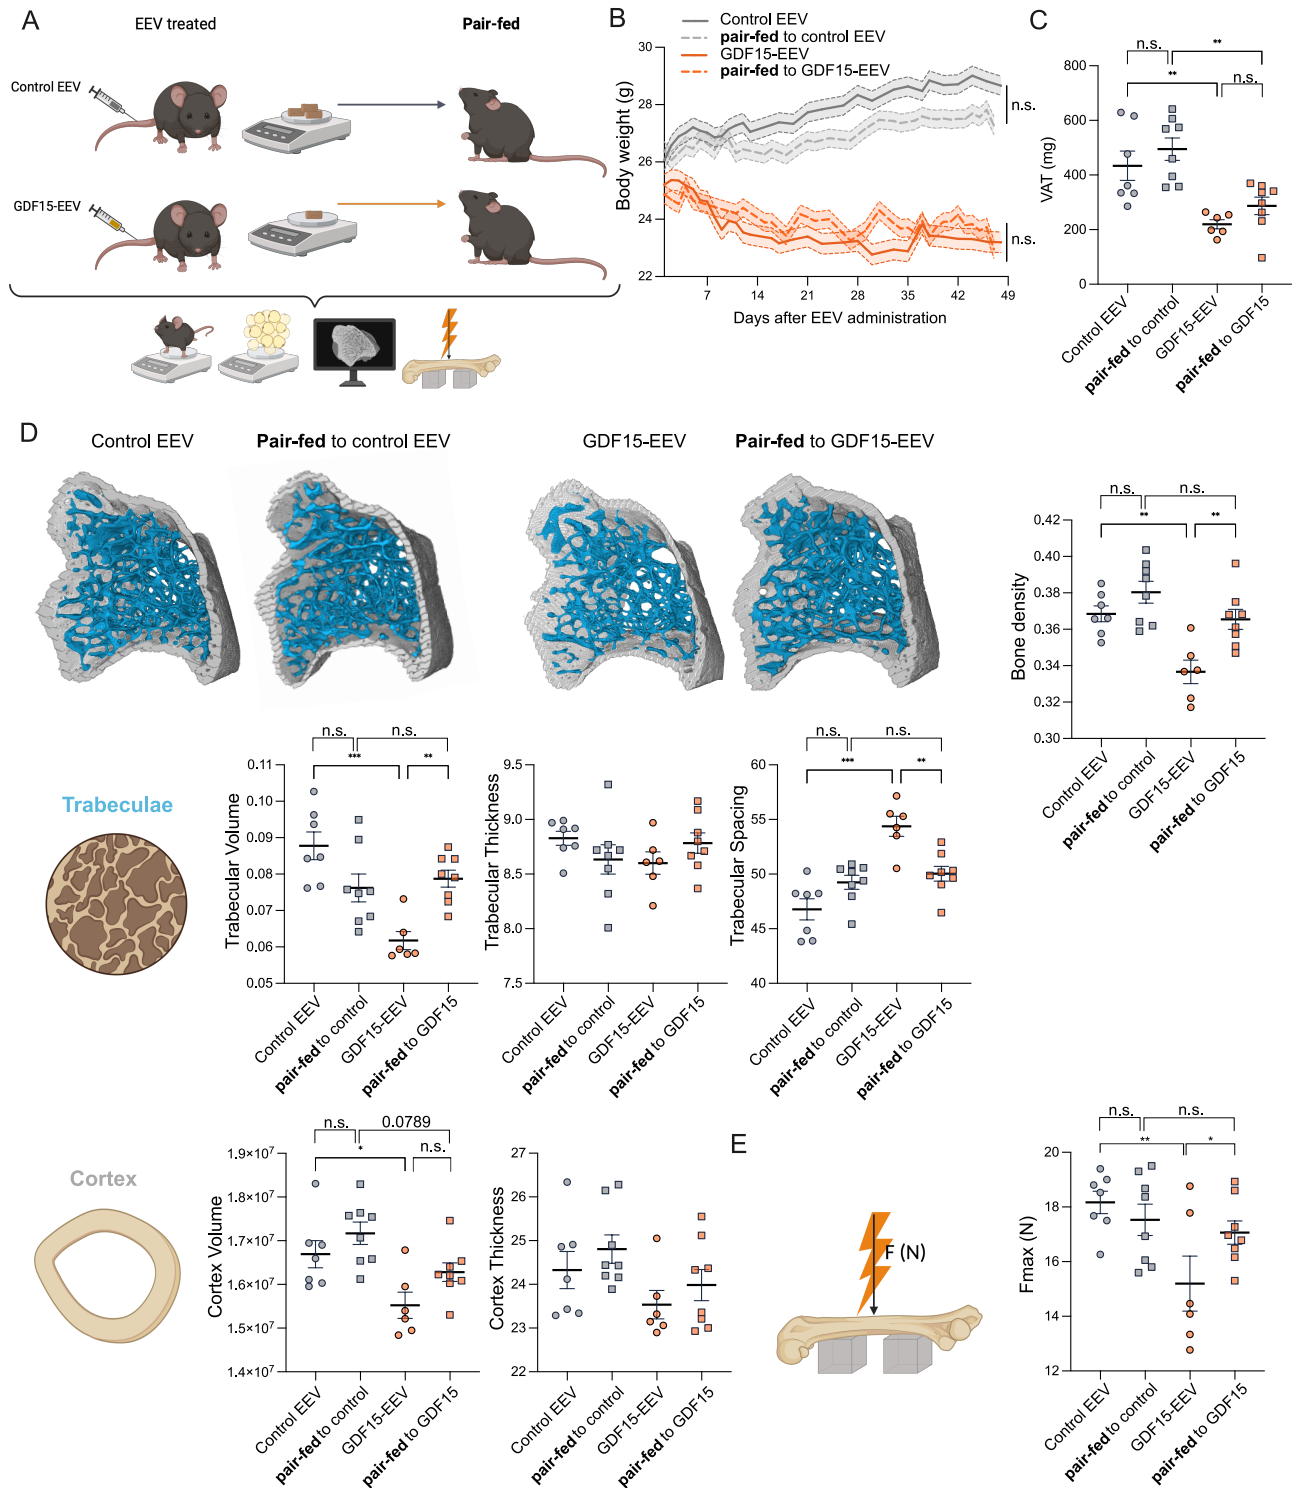 A
EEV treated
Pair-fed
Control EEV
GDF15-EEV
B
Control EEV
pair-fed to control EEV
GDF15-EEV
pair-fed to GDF15-EEV
Body weight (g)
30
28
26
24
22
7
14
21
28
35
42
49
Days after EEV administration
n.s.
n.s.
C
n.s.
**
**
n.s.
VAT (mg)
800
600
400
200
0
Control EEV
pair-fed to control
GDF15-EEV
pair-fed to GDF15
D
Control EEV
Pair-fed to control EEV
GDF15-EEV
Pair-fed to GDF15-EEV
n.s.
n.s.
**
**
Bone density
0.42
0.40
0.38
0.36
0.34
0.32
0.30
Control EEV
pair-fed to control
GDF15-EEV
pair-fed to GDF15
Trabeculae
n.s.
n.s.
***
**
Trabecular Volume
0.11
0.10
0.09
0.08
0.07
0.06
0.05
Control EEV
pair-fed to control
GDF15-EEV
pair-fed to GDF15
Trabecular Thickness
9.5
9.0
8.5
8.0
7.5
Control EEV
pair-fed to control
GDF15-EEV
pair-fed to GDF15
n.s.
n.s.
***
**
Trabecular Spacing
60
55
50
45
40
Control EEV
pair-fed to control
GDF15-EEV
pair-fed to GDF15
Cortex
n.s.
0.0789
*
n.s.
Cortex Volume
1.9×10⁷
1.8×10⁷
1.7×10⁷
1.6×10⁷
1.5×10⁷
1.4×10⁷
Control EEV
pair-fed to control
GDF15-EEV
pair-fed to GDF15
Cortex Thickness
27
26
25
24
23
22
Control EEV
pair-fed to control
GDF15-EEV
pair-fed to GDF15
E
F (N)
n.s.
n.s.
**
*
Fmax (N)
20
18
16
14
12
Control EEV
pair-fed to control
GDF15-EEV
pair-fed to GDF15